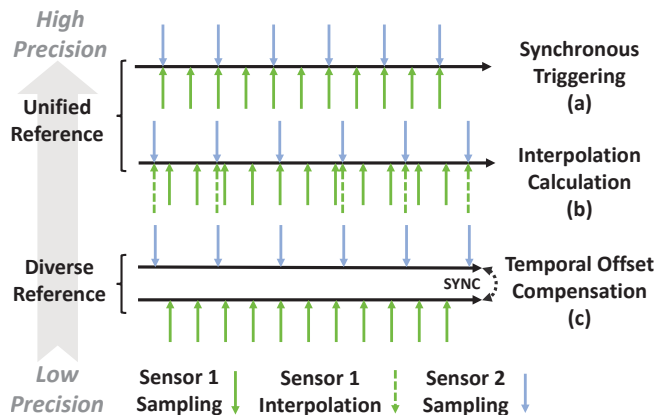 High
Precision
Unified
Reference
Synchronous
Triggering
(a)
Interpolation
Calculation
(b)
Diverse
Reference
SYNC
Temporal Offset
Compensation
(c)
Low
Precision
Sensor 1
Sampling
Sensor 1
Interpolation
Sensor 2
Sampling